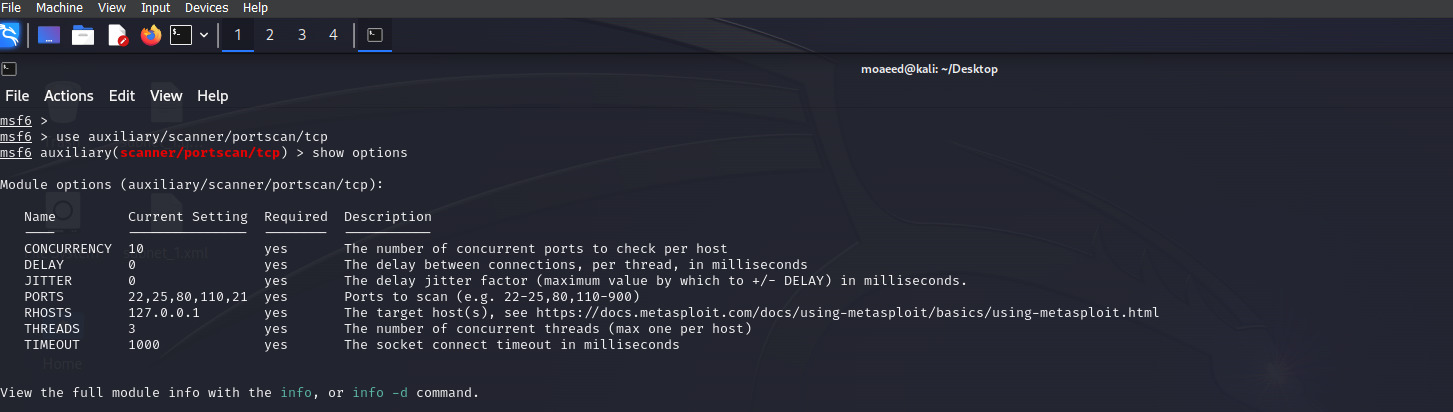 File Machine View Input Devices Help
1 2 3 4
moaeed@kali: ~/Desktop
File Actions Edit View Help
msf6 >
msf6 > use auxiliary/scanner/portscan/tcp
msf6 auxiliary(scanner/portscan/tcp) > show options
Module options (auxiliary/scanner/portscan/tcp):
Name Current Setting Required Description
---- --------------- -------- -----------
CONCURRENCY 10 yes The number of concurrent ports to check per host
DELAY 0 yes The delay between connections, per thread, in milliseconds
JITTER 0 yes The delay jitter factor (maximum value by which to +/- DELAY) in milliseconds.
PORTS 22,25,80,110,21 yes Ports to scan (e.g. 22-25,80,110-900)
RHOSTS 127.0.0.1 yes The target host(s), see https://docs.metasploit.com/docs/using-metasploit/basics/using-metasploit.html
THREADS 3 yes The number of concurrent threads (max one per host)
TIMEOUT 1000 yes The socket connect timeout in milliseconds
Home
View the full module info with the info, or info -d command.